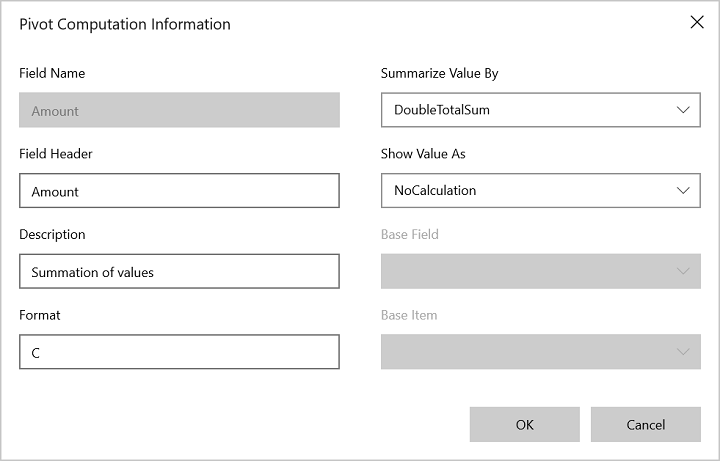 Pivot Computation Information
Field Name
Amount
Field Header
Amount
Description
Summation of values
Format
C
Summarize Value By
DoubleTotalSum
Show Value As
NoCalculation
Base Field
Base Item
OK
Cancel